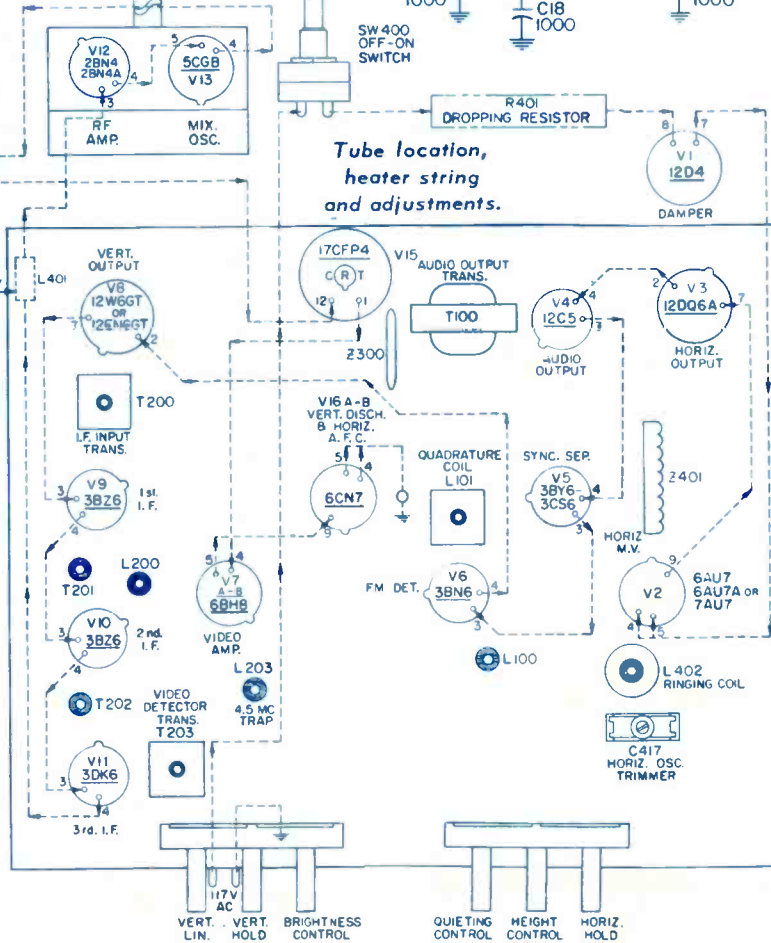 1000
C18
1000
1000
SW400
OFF-ON
SWITCH
V12
2BN4
2BN4A
4
3
5
4
5CG8
V13
RF
AMP.
MIX.
OSC.
R401
DROPPING RESISTOR
8
7
V1
12D4
DAMPER
Tube location,
heater string
and adjustments.
L401
VERT.
OUTPUT
V8
12W6GT
OR
12EN6GT
7
2
17CFP4
C R T
12
1
V15
AUDIO OUTPUT
TRANS.
T100
Z300
V4
12C5
4
3
AUDIO
OUTPUT
2
V3
12DQ6A
7
HORIZ.
OUTPUT
T200
I.F. INPUT
TRANS.
V16 A-B
VERT. DISCH.
& HORIZ.
A.F.C.
5
4
6CN7
9
QUADRATURE
COIL
L101
SYNC. SEP.
V5
3BY6
3CS6
4
3
Z401
HORIZ
M.V.
V9
3BZ6
3
4
1st.
I.F.
T201
L200
5
4
V7
A-B
6BH8
VIDEO
AMP.
FM DET.
V6
3BN6
4
3
9
V2
4
5
6AU7
6AU7A OR
7AU7
V10
3BZ6
3
4
2nd.
I.F.
L203
4.5 MC
TRAP
L100
L402
RINGING COIL
T202
VIDEO
DETECTOR
TRANS.
T203
C417
HORIZ. OSC.
TRIMMER
V11
3DK6
3
4
3rd. I.F.
117V
AC
VERT.
LIN.
VERT.
HOLD
BRIGHTNESS
CONTROL
QUIETING
CONTROL
HEIGHT
CONTROL
HORIZ.
HOLD